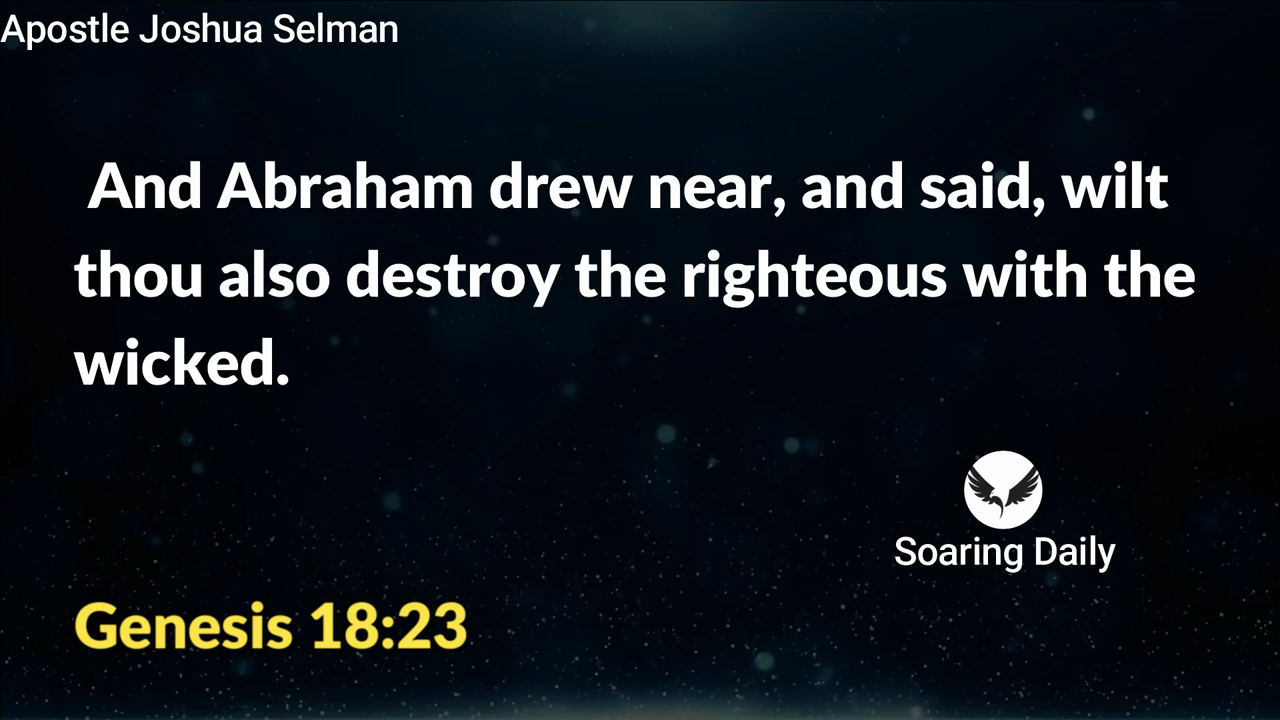 Apostle Joshua Selman
And Abraham drew near, and said, wilt
thou also destroy the righteous with the
wicked.
Soaring Daily
Genesis 18:23